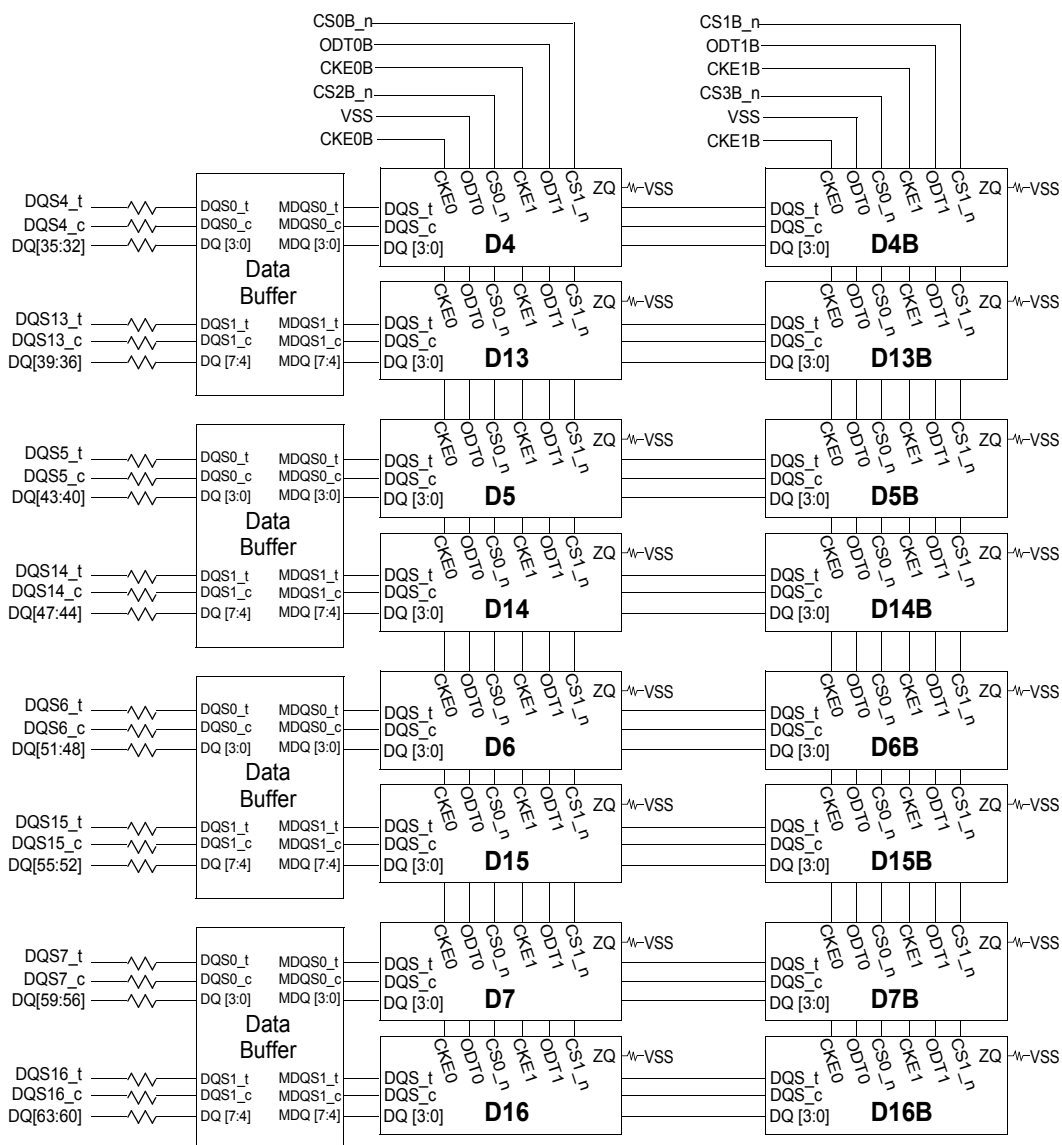 CS0B_n
ODT0B
CKE0B
CS2B_n
VSS
CKE0B
CS1B_n
ODT1B
CKE1B
CS3B_n
VSS
CKE1B
CKE0 ODT0 CS0_n CKE1 ODT1 CS1_n ZQ VSS
CKE0 ODT0 CS0_n CKE1 ODT1 CS1_n ZQ VSS
DQS4_t DQS0_t MDQS0_t DQS_t DQS_t
DQS4_c DQS0_c MDQS0_c DQS_c DQS_c
DQ[35:32] DQ [3:0] MDQ [3:0] DQ [3:0] D4 DQ [3:0] D4B
Data
Buffer
CKE0 ODT0 CS0_n CKE1 ODT1 CS1_n ZQ VSS
CKE0 ODT0 CS0_n CKE1 ODT1 CS1_n ZQ VSS
DQS13_t DQS1_t MDQS1_t DQS_t DQS_t
DQS13_c DQS1_c MDQS1_c DQS_c DQS_c
DQ[39:36] DQ [7:4] MDQ [7:4] DQ [3:0] D13 DQ [3:0] D13B
CKE0 ODT0 CS0_n CKE1 ODT1 CS1_n ZQ VSS
CKE0 ODT0 CS0_n CKE1 ODT1 CS1_n ZQ VSS
DQS5_t DQS0_t MDQS0_t DQS_t DQS_t
DQS5_c DQS0_c MDQS0_c DQS_c DQS_c
DQ[43:40] DQ [3:0] MDQ [3:0] DQ [3:0] D5 DQ [3:0] D5B
Data
Buffer
CKE0 ODT0 CS0_n CKE1 ODT1 CS1_n ZQ VSS
CKE0 ODT0 CS0_n CKE1 ODT1 CS1_n ZQ VSS
DQS14_t DQS1_t MDQS1_t DQS_t DQS_t
DQS14_c DQS1_c MDQS1_c DQS_c DQS_c
DQ[47:44] DQ [7:4] MDQ [7:4] DQ [3:0] D14 DQ [3:0] D14B
CKE0 ODT0 CS0_n CKE1 ODT1 CS1_n ZQ VSS
CKE0 ODT0 CS0_n CKE1 ODT1 CS1_n ZQ VSS
DQS6_t DQS0_t MDQS0_t DQS_t DQS_t
DQS6_c DQS0_c MDQS0_c DQS_c DQS_c
DQ[51:48] DQ [3:0] MDQ [3:0] DQ [3:0] D6 DQ [3:0] D6B
Data
Buffer
CKE0 ODT0 CS0_n CKE1 ODT1 CS1_n ZQ VSS
CKE0 ODT0 CS0_n CKE1 ODT1 CS1_n ZQ VSS
DQS15_t DQS1_t MDQS1_t DQS_t DQS_t
DQS15_c DQS1_c MDQS1_c DQS_c DQS_c
DQ[55:52] DQ [7:4] MDQ [7:4] DQ [3:0] D15 DQ [3:0] D15B
CKE0 ODT0 CS0_n CKE1 ODT1 CS1_n ZQ VSS
CKE0 ODT0 CS0_n CKE1 ODT1 CS1_n ZQ VSS
DQS7_t DQS0_t MDQS0_t DQS_t DQS_t
DQS7_c DQS0_c MDQS0_c DQS_c DQS_c
DQ[59:56] DQ [3:0] MDQ [3:0] DQ [3:0] D7 DQ [3:0] D7B
Data
Buffer
CKE0 ODT0 CS0_n CKE1 ODT1 CS1_n ZQ VSS
CKE0 ODT0 CS0_n CKE1 ODT1 CS1_n ZQ VSS
DQS16_t DQS1_t MDQS1_t DQS_t DQS_t
DQS16_c DQS1_c MDQS1_c DQS_c DQS_c
DQ[63:60] DQ [7:4] MDQ [7:4] DQ [3:0] D16 DQ [3:0] D16B